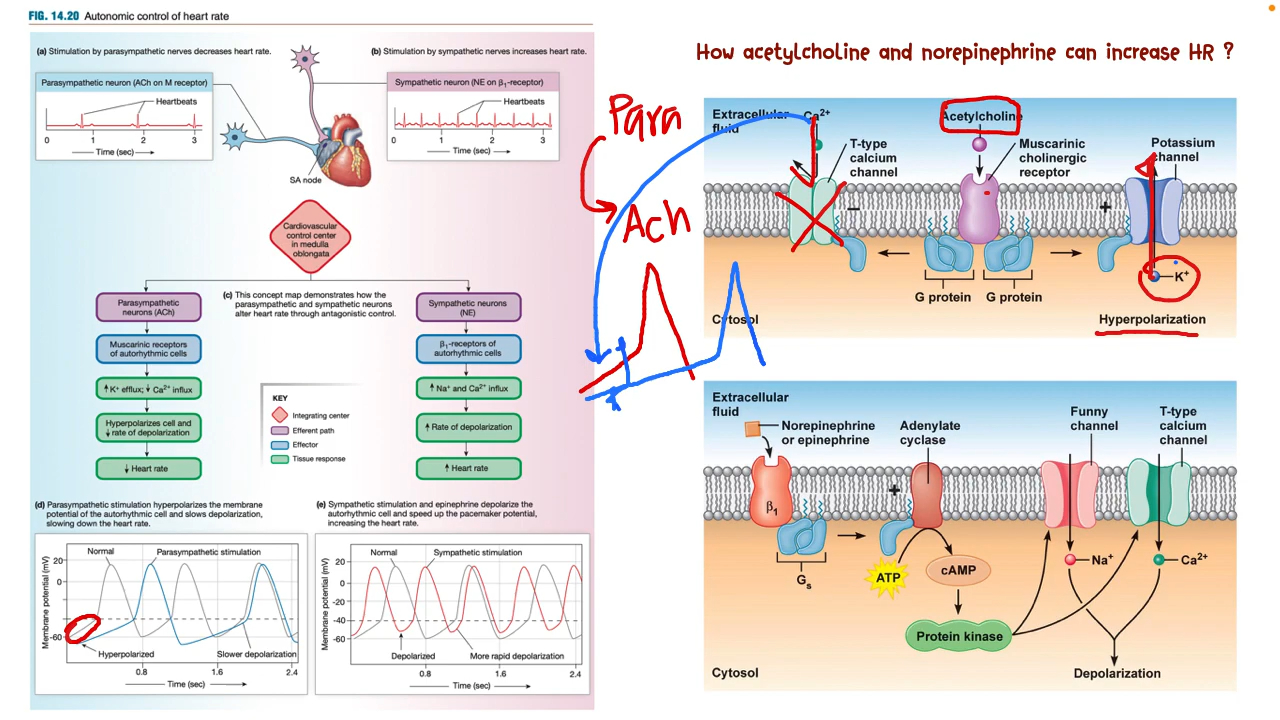 FIG. 14.20 Autonomic control of heart rate
(a) Stimulation by parasympathetic nerves decreases heart rate.
(b) Stimulation by sympathetic nerves increases heart rate.
Parasympathetic neuron (ACh on M receptor)
Heartbeats
0 1 2 3
Time (sec)
Sympathetic neuron (NE on β1-receptor)
Heartbeats
0 1 2 3
Time (sec)
SA node
Cardiovascular
control center
in medulla
oblongata
Parasympathetic
neurons (ACh)
Muscarinic receptors
of autorhythmic cells
↑K+ efflux; ↓ Ca2+ influx
Hyperpolarizes cell and
↓ rate of depolarization
↓ Heart rate
(c) This concept map demonstrates how the
parasympathetic and sympathetic neurons
alter heart rate through antagonistic control.
Sympathetic neurons
(NE)
β1-receptors of
autorhythmic cells
↑ Na+ and Ca2+ influx
↑ Rate of depolarization
↑ Heart rate
KEY
Integrating center
Efferent path
Effector
Tissue response
(d) Parasympathetic stimulation hyperpolarizes the membrane
potential of the autorhythmic cell and slows depolarization,
slowing down the heart rate.
Normal
Parasympathetic stimulation
Membrane potential (mV)
20
0
-60
Hyperpolarized
Slower depolarization
0.8 1.6 2.4
Time (sec)
(e) Sympathetic stimulation and epinephrine depolarize the
autorhythmic cell and speed up the pacemaker potential,
increasing the heart rate.
Normal
Sympathetic stimulation
Membrane potential (mV)
20
0
-20
-40
-60
Depolarized
More rapid depolarization
0.8 1.6 2.4
Time (sec)
How acetylcholine and norepinephrine can increase HR ?
Para
Ach
Extracellular
fluid
Ca2+
T-type
calcium
channel
Acetylcholine
Muscarinic
cholinergic
receptor
Potassium
channel
−
+
G protein
G protein
K+
Cytosol
Hyperpolarization
Extracellular
fluid
Norepinephrine
or epinephrine
Adenylate
cyclase
Funny
channel
T-type
calcium
channel
β1
+
Gs
ATP
cAMP
Na+
Ca2+
Protein kinase
Cytosol
Depolarization